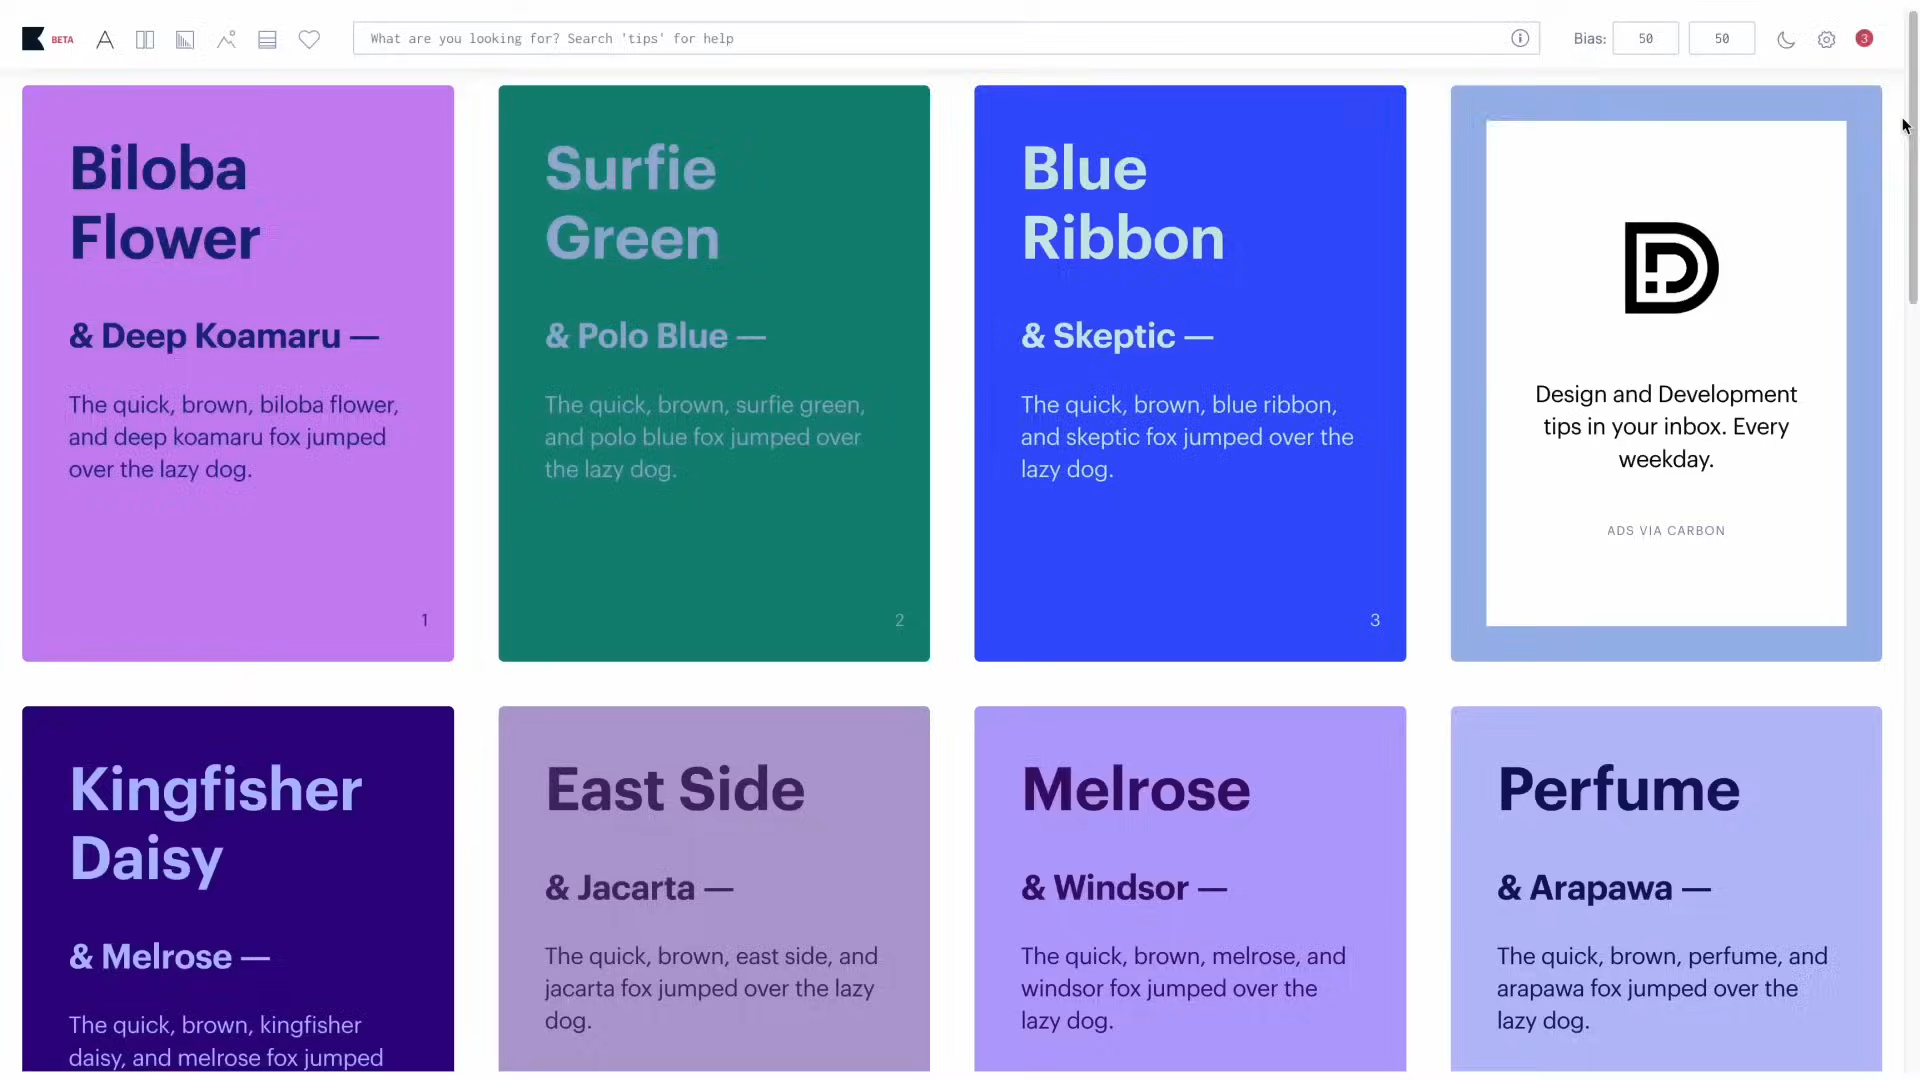 BETA
What are you looking for? Search 'tips' for help
Bias: 50 50
3
Biloba
Flower
& Deep Koamaru —
The quick, brown, biloba flower,
and deep koamaru fox jumped
over the lazy dog.
1
Surfie
Green
& Polo Blue —
The quick, brown, surfie green,
and polo blue fox jumped over
the lazy dog.
2
Blue
Ribbon
& Skeptic —
The quick, brown, blue ribbon,
and skeptic fox jumped over the
lazy dog.
3
Design and Development
tips in your inbox. Every
weekday.
ADS VIA CARBON
Kingfisher
Daisy
& Melrose —
The quick, brown, kingfisher
daisy, and melrose fox jumped
East Side
& Jacarta —
The quick, brown, east side, and
jacarta fox jumped over the lazy
dog.
Melrose
& Windsor —
The quick, brown, melrose, and
windsor fox jumped over the
lazy dog.
Perfume
& Arapawa —
The quick, brown, perfume, and
arapawa fox jumped over the
lazy dog.